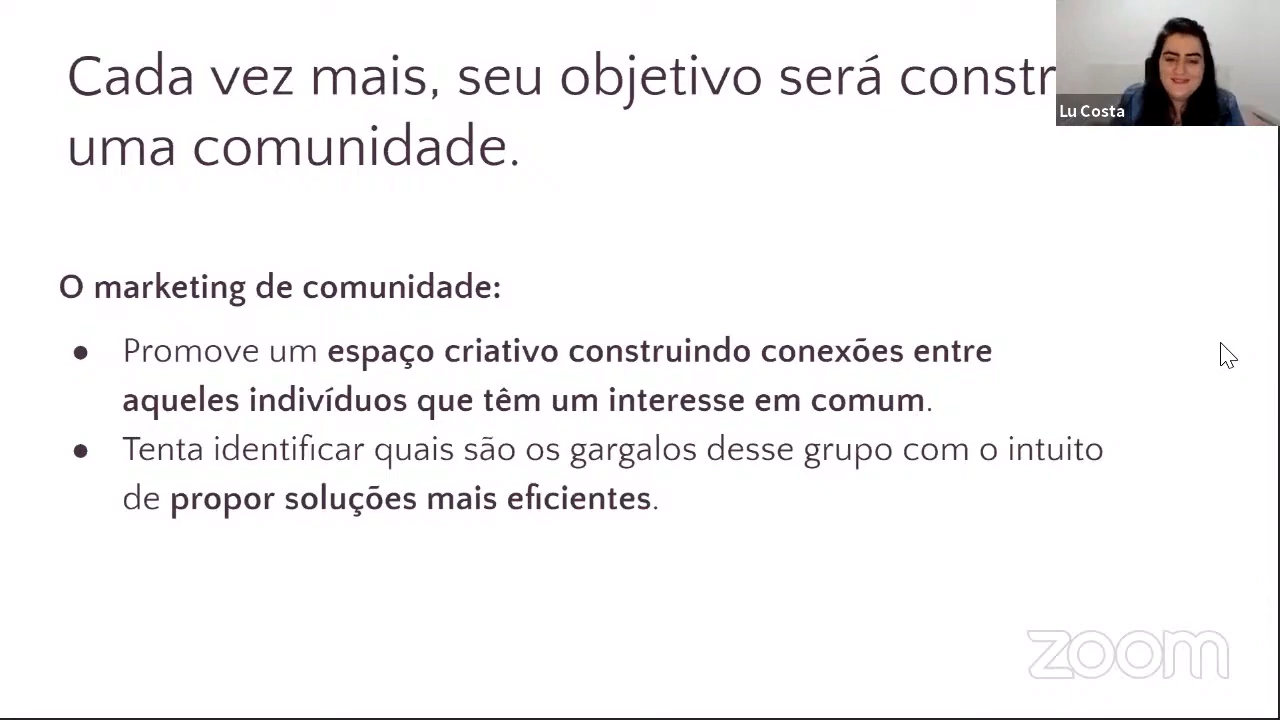 Cada vez mais, seu objetivo será constr
uma comunidade.
Lu Costa
O marketing de comunidade:
● Promove um espaço criativo construindo conexões entre
aqueles indivíduos que têm um interesse em comum.
● Tenta identificar quais são os gargalos desse grupo com o intuito
de propor soluções mais eficientes.
zoom